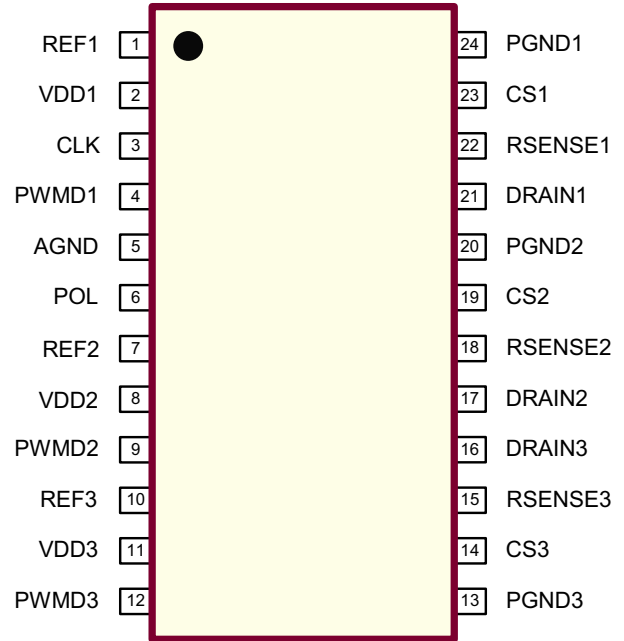 REF1 1 24 PGND1
VDD1 2 23 CS1
CLK 3 22 RSENSE1
PWMD1 4 21 DRAIN1
AGND 5 20 PGND2
POL 6 19 CS2
REF2 7 18 RSENSE2
VDD2 8 17 DRAIN2
PWMD2 9 16 DRAIN3
REF3 10 15 RSENSE3
VDD3 11 14 CS3
PWMD3 12 13 PGND3